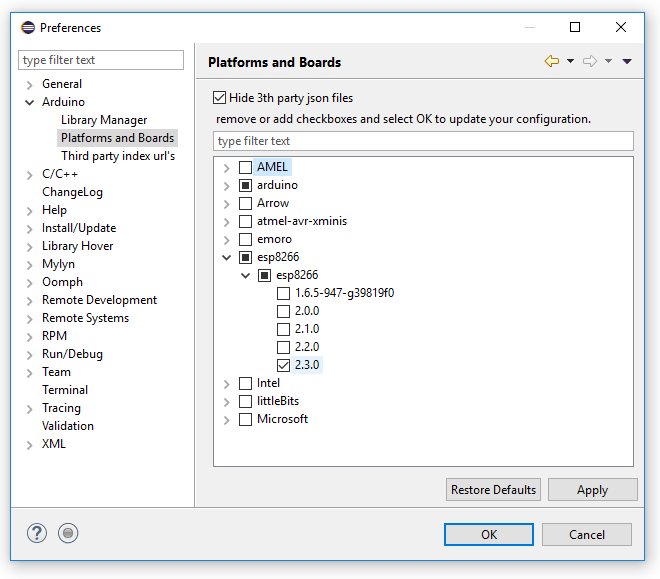 Preferences
type filter text
General
Arduino
Library Manager
Platforms and Boards
Third party index url's
C/C++
ChangeLog
Help
Install/Update
Library Hover
Mylyn
Oomph
Remote Development
Remote Systems
RPM
Run/Debug
Team
Terminal
Tracing
Validation
XML
Platforms and Boards
Hide 3th party json files
remove or add checkboxes and select OK to update your configuration.
type filter text
AMEL
arduino
Arrow
atmel-avr-xminis
emoro
esp8266
esp8266
1.6.5-947-g39819f0
2.0.0
2.1.0
2.2.0
2.3.0
Intel
littleBits
Microsoft
Restore Defaults
Apply
?
OK
Cancel